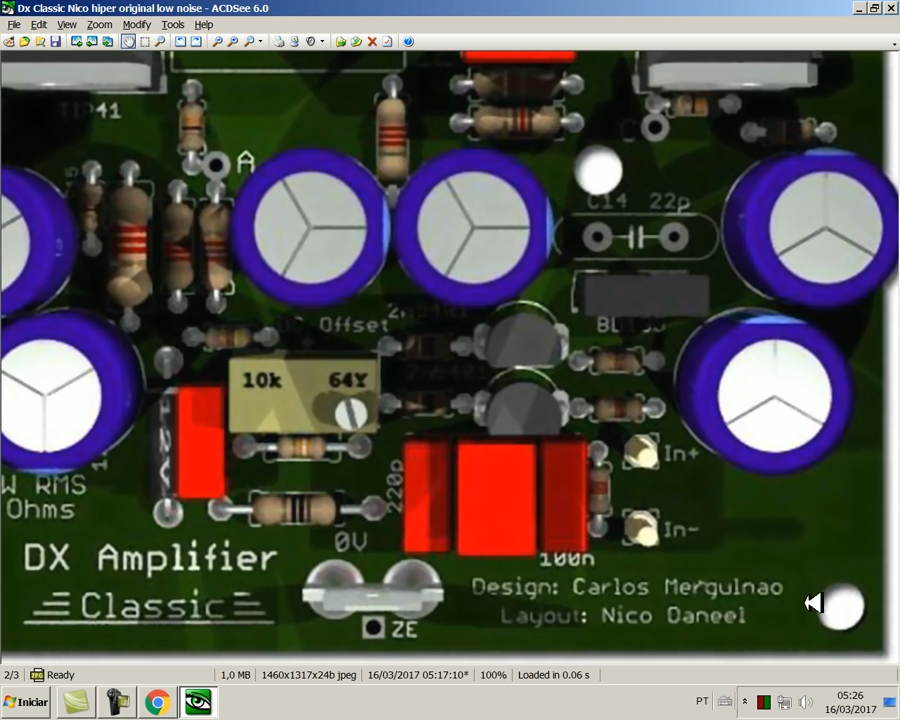 Dx Classic Nico hiper original low noise - ACDSee 6.0
File Edit View Zoom Modify Tools Help
TIP41
A
C
C14 22p
DC Offset
10k 64Y
220p
In+
W RMS
Ohms
In-
0V
100n
DX Amplifier
Classic
Design: Carlos Mergulnao
Layout: Nico Daneel
ZE
2/3 Ready 1,0 MB 1460x1317x24b jpeg 16/03/2017 05:17:10* 100% Loaded in 0.06 s
Iniciar PT 05:26
16/03/2017